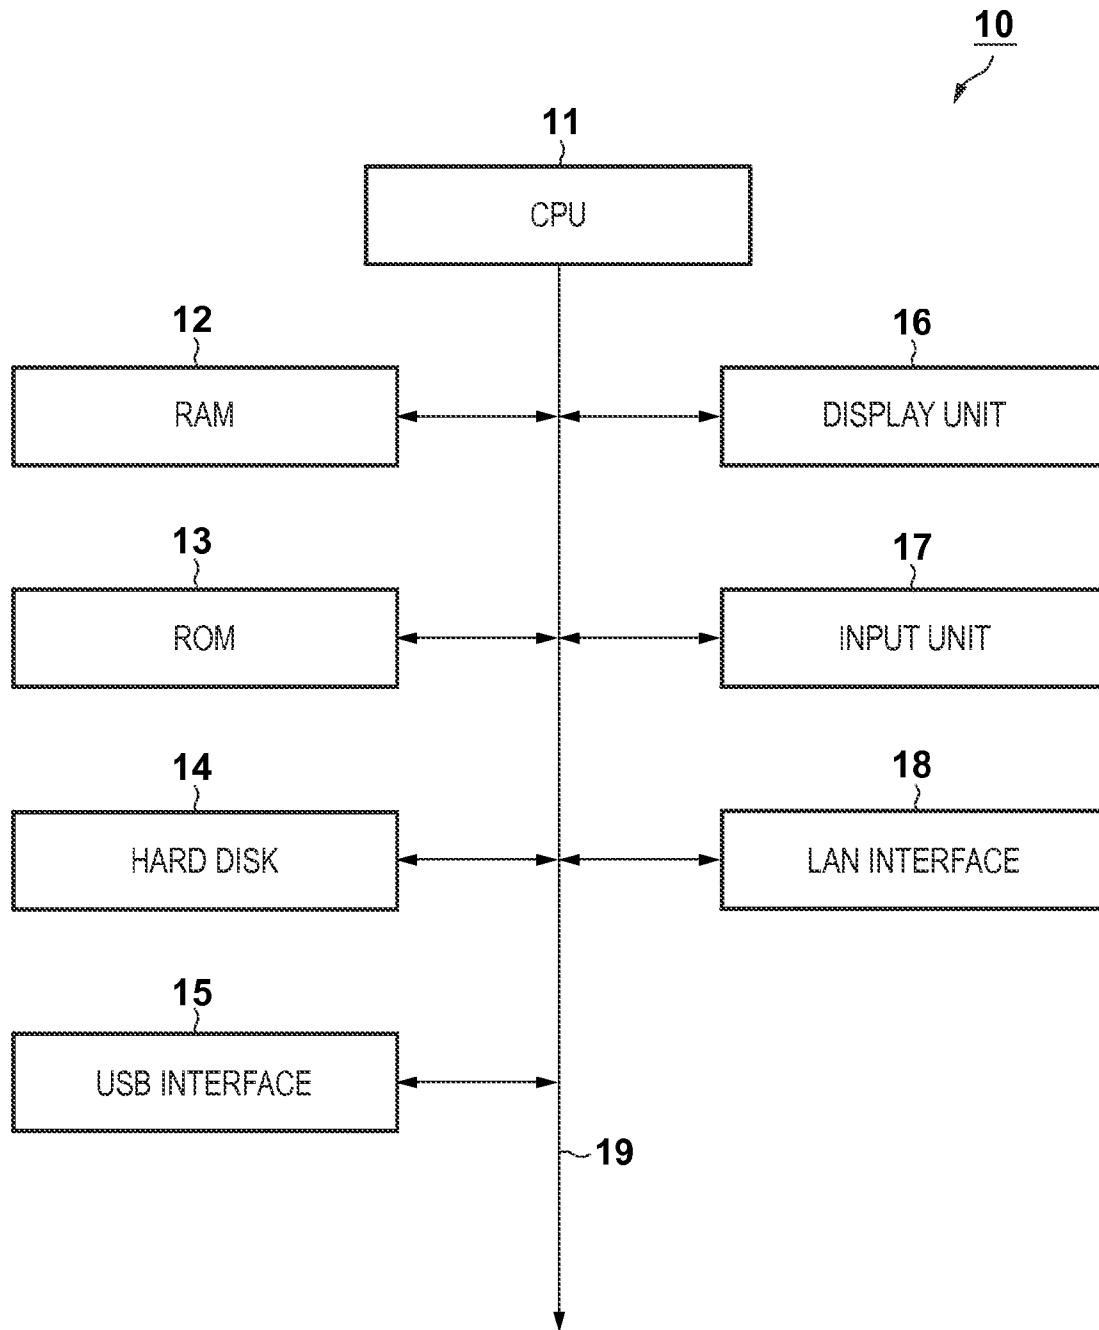 10
11
CPU
12
RAM
16
DISPLAY UNIT
13
ROM
17
INPUT UNIT
14
HARD DISK
18
LAN INTERFACE
15
USB INTERFACE
19